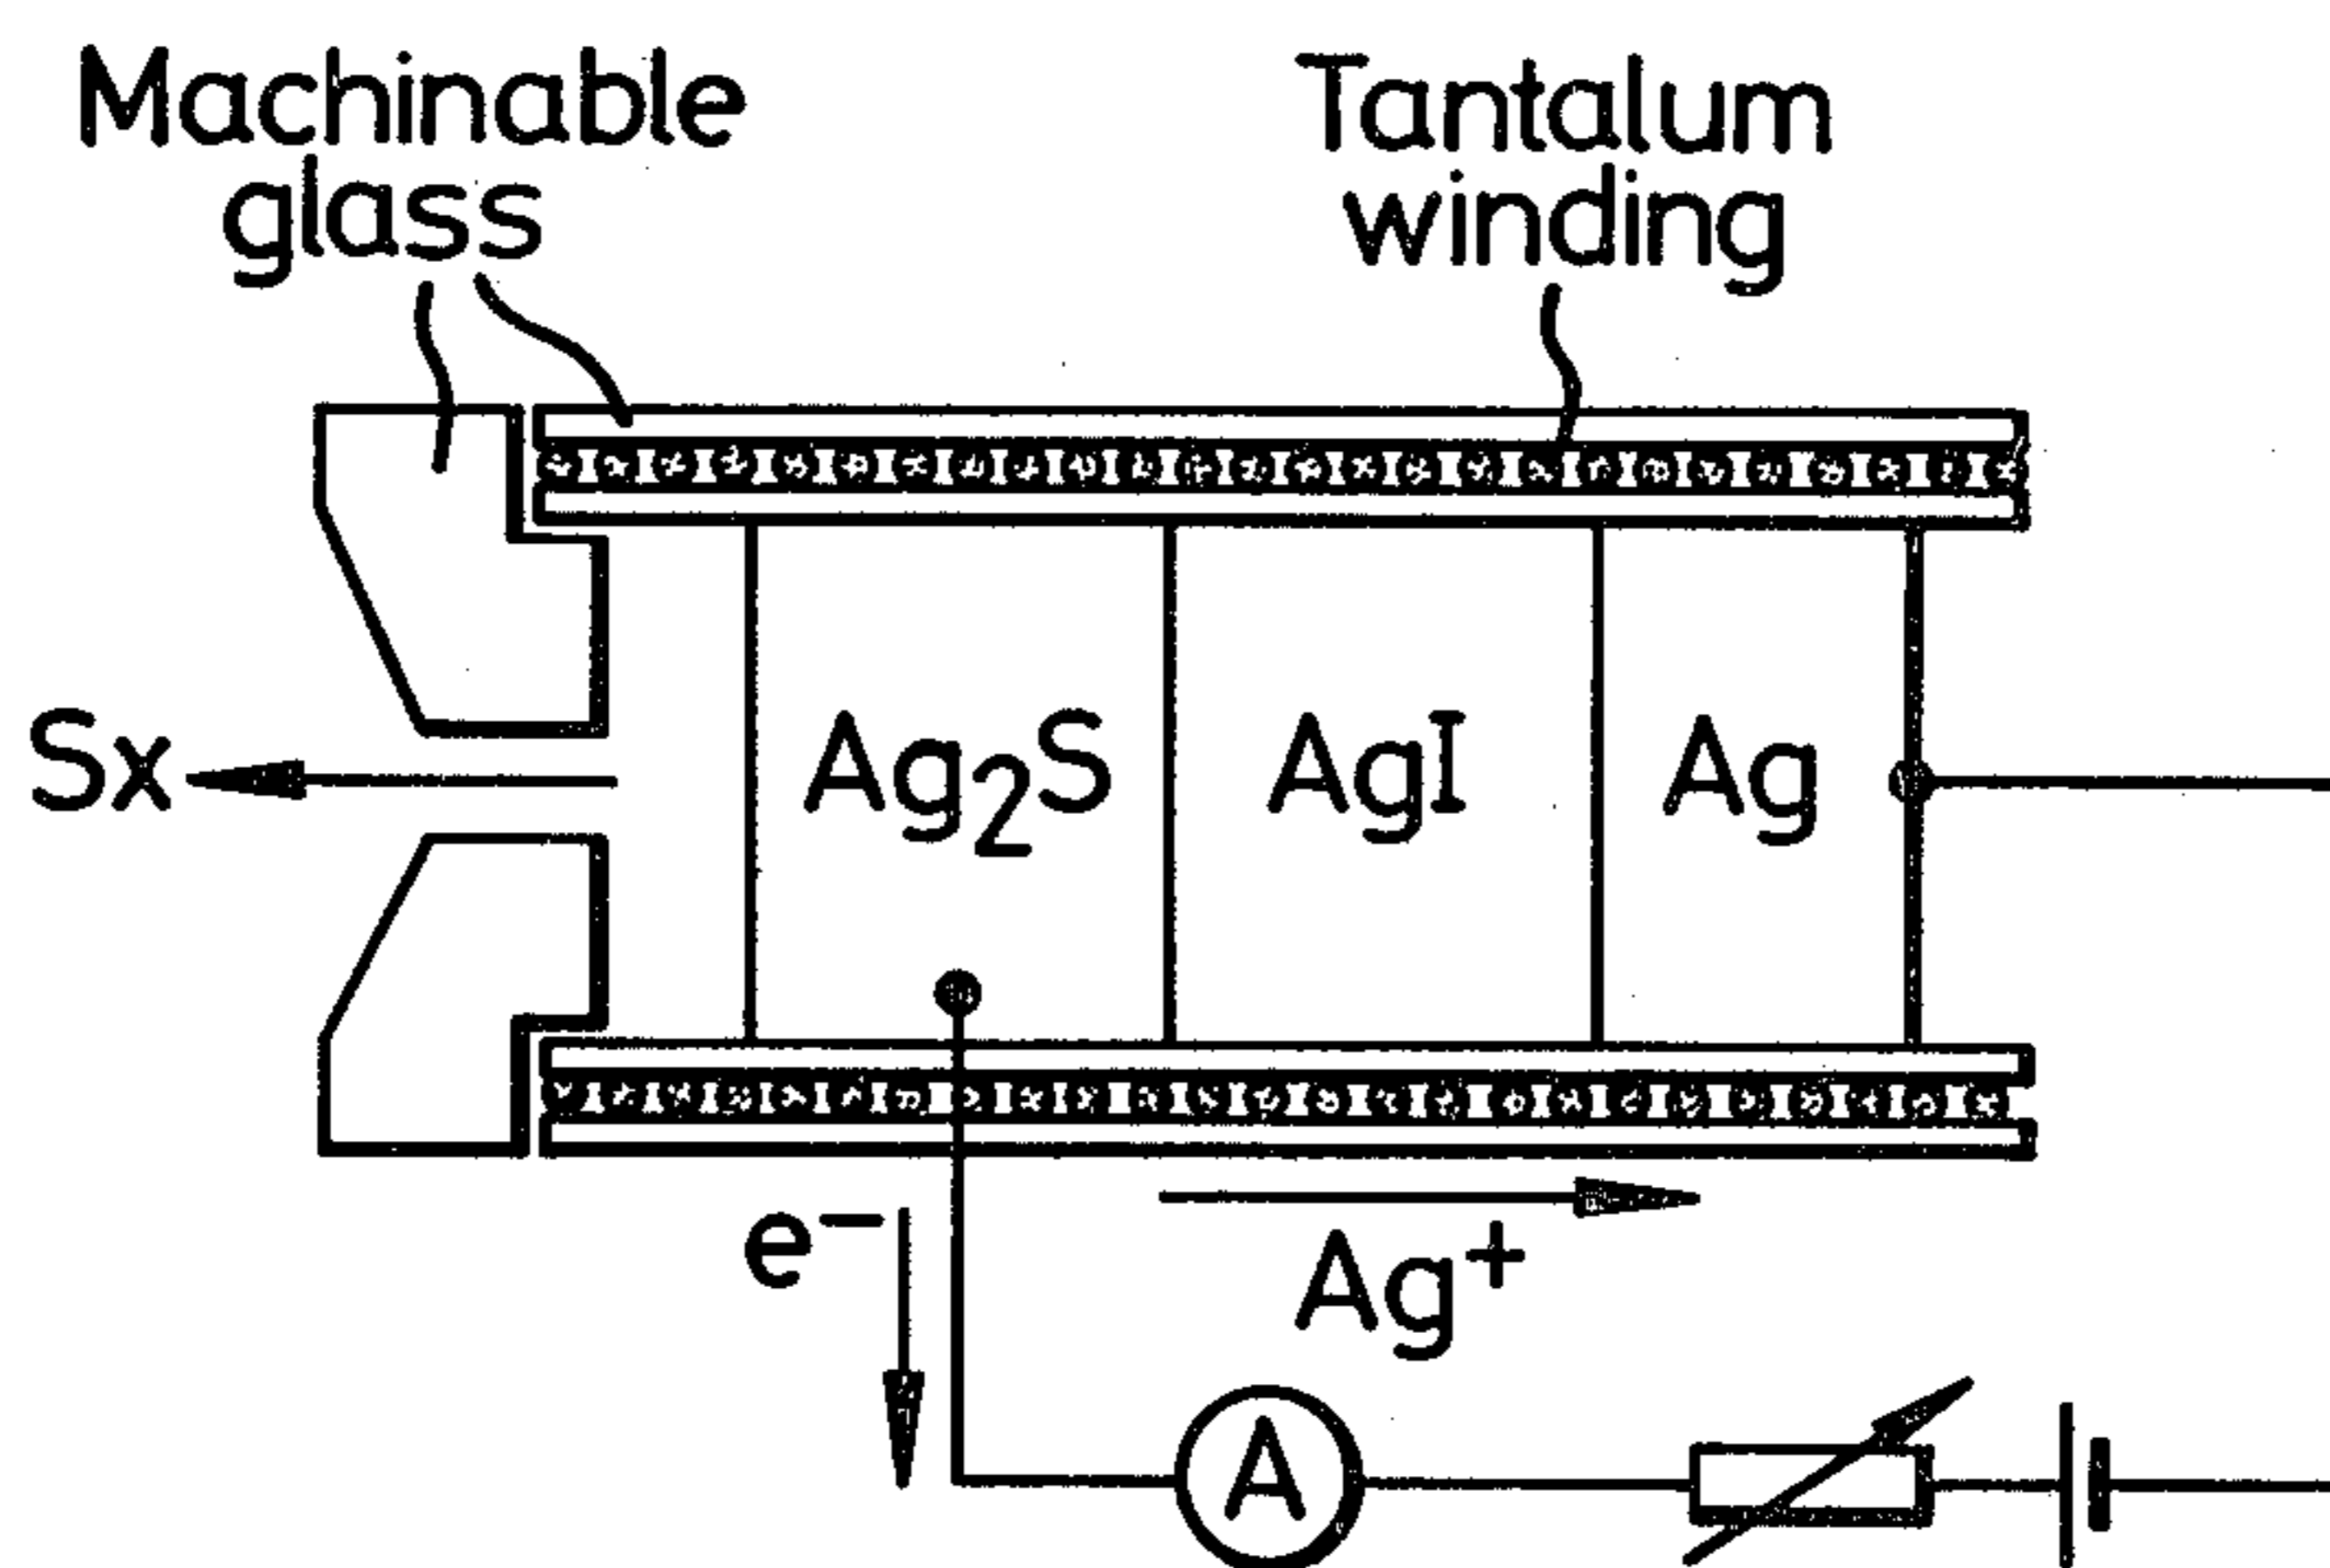 Machinable
glass
Tantalum
winding
Sx
Ag₂S
AgI
Ag
e⁻
Ag⁺
A